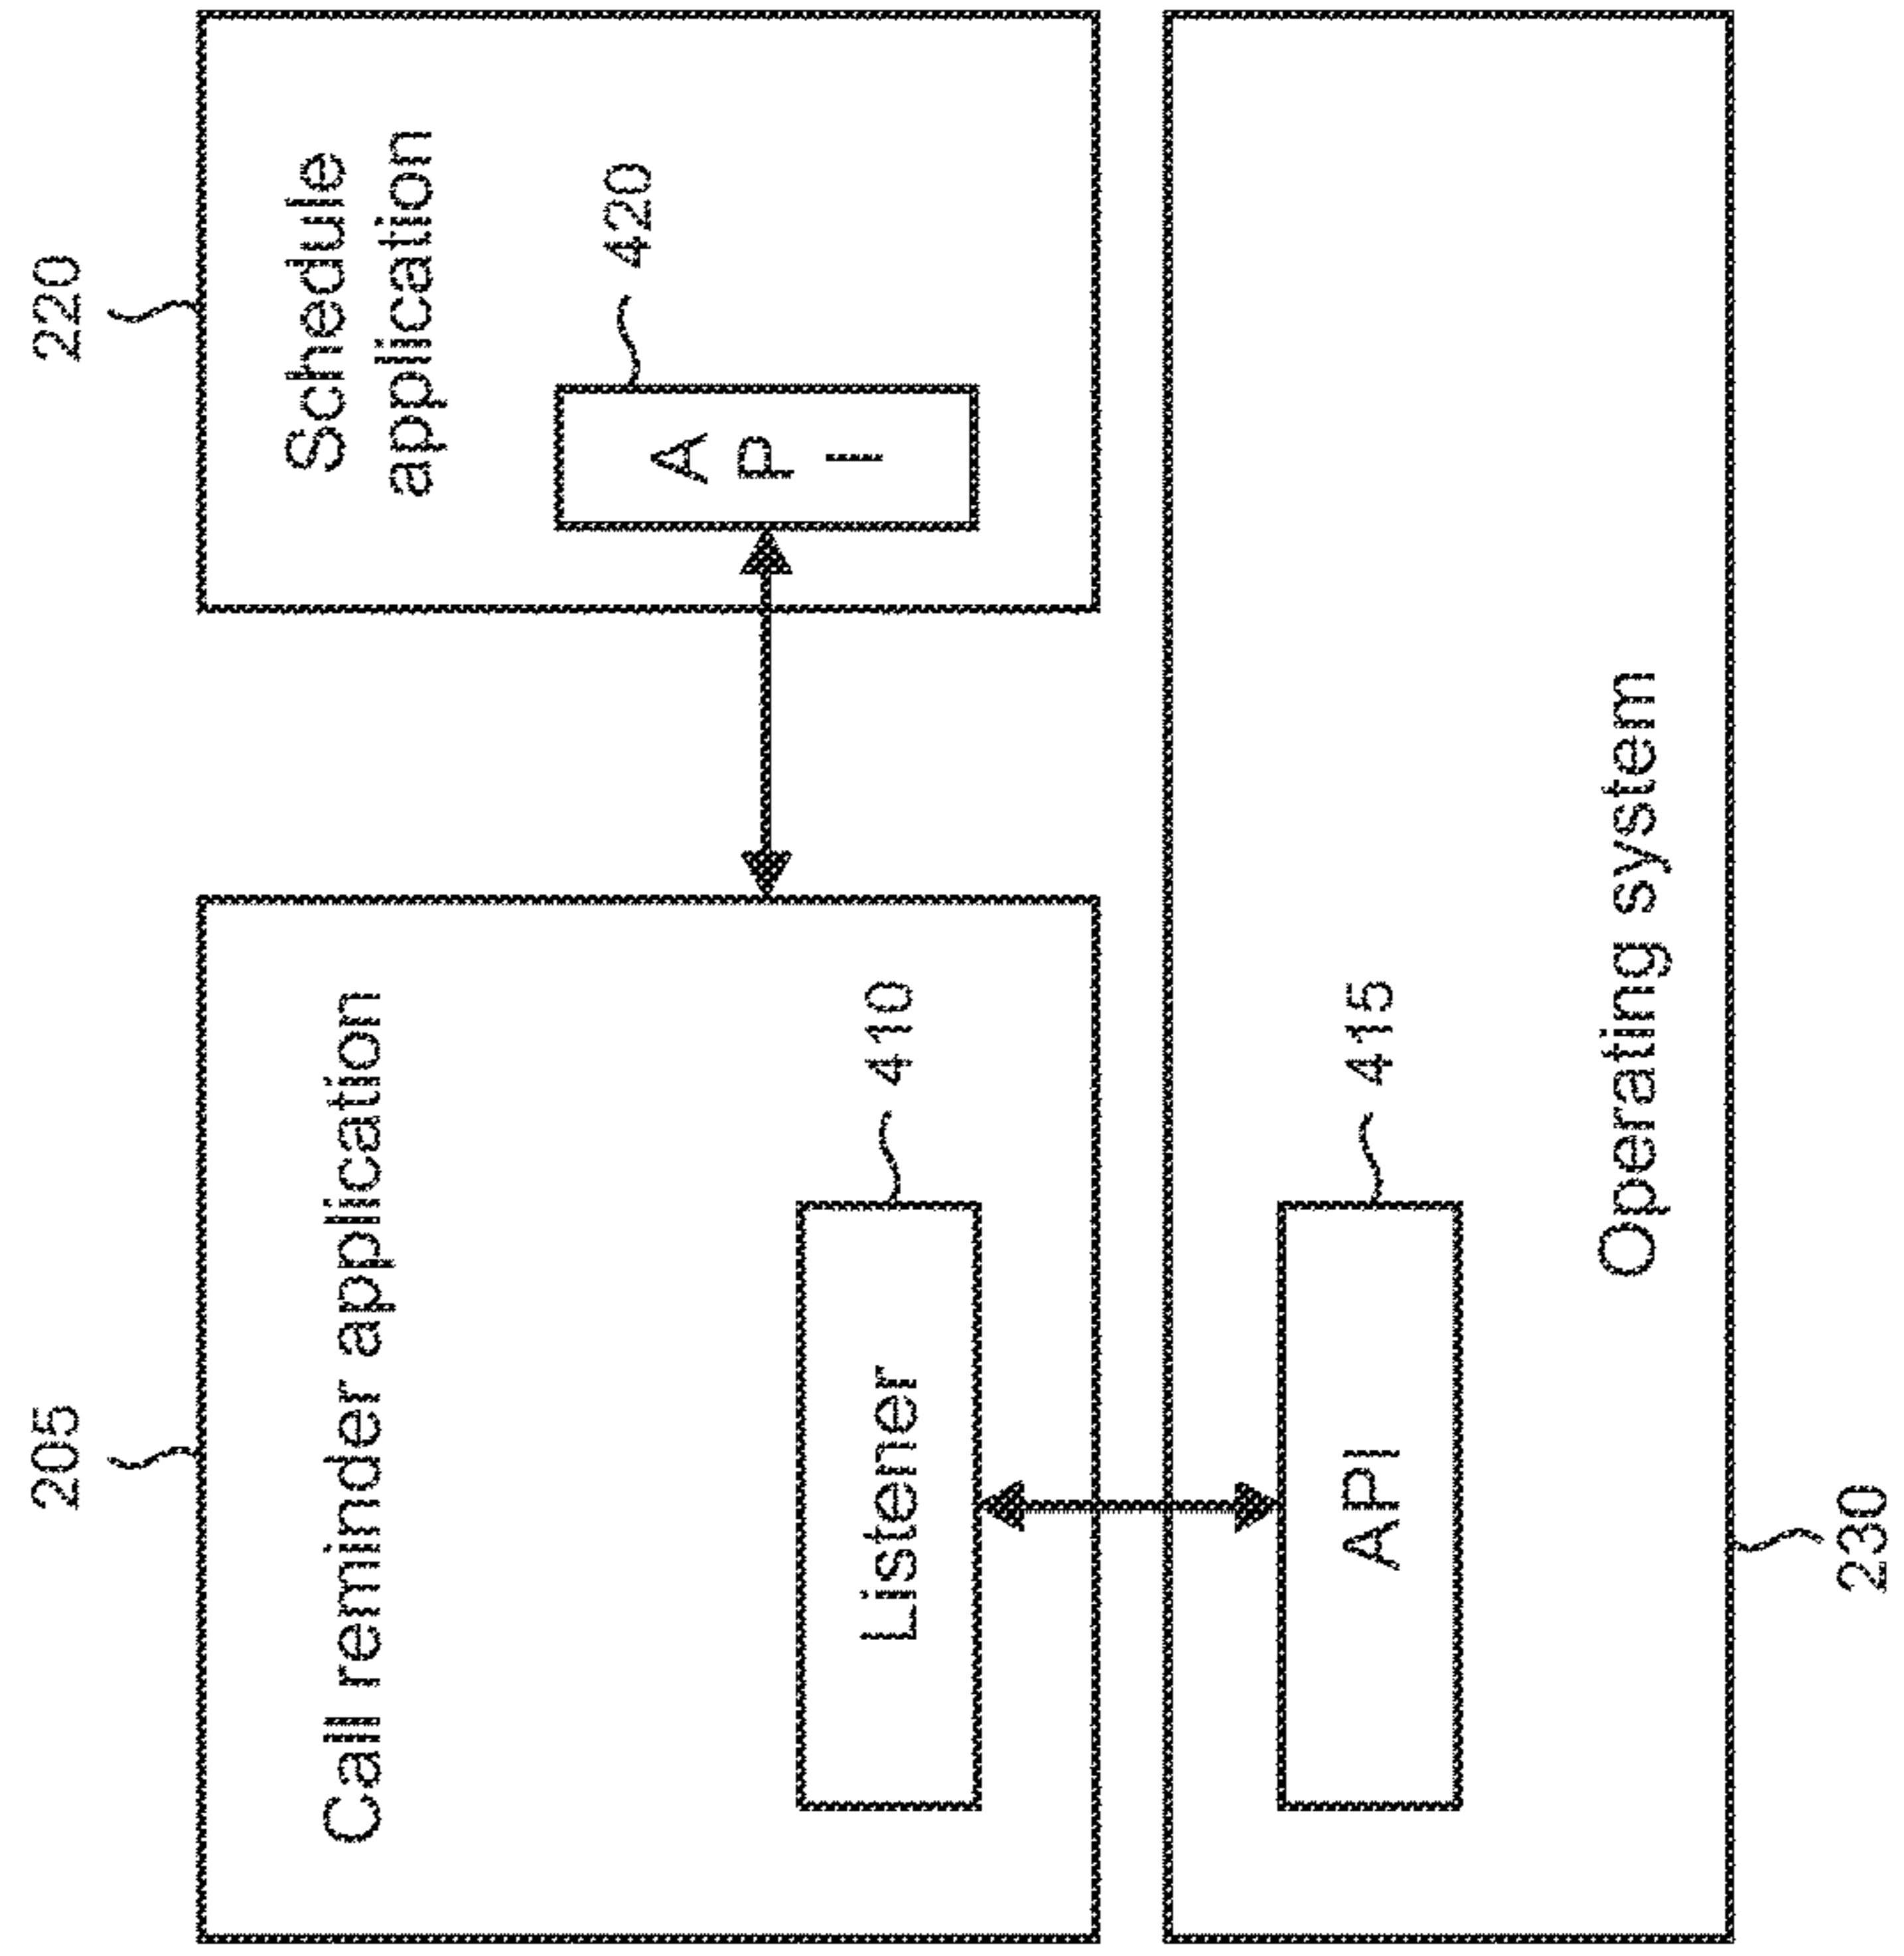 205
220
Call reminder application
Schedule
application
420
A
P
I
Listener
410
API
415
Operating system
230